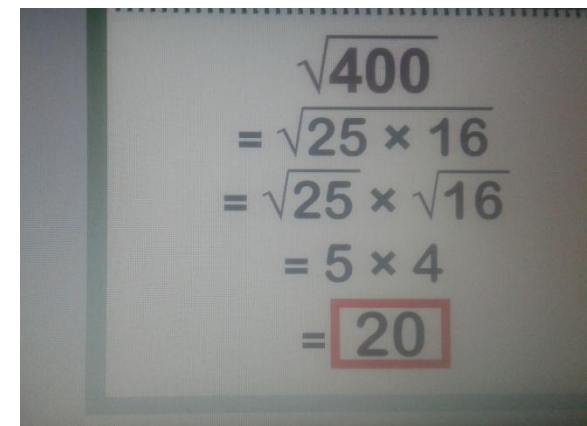 √400
= √25 × 16
= √25 × √16
= 5 × 4
= 20